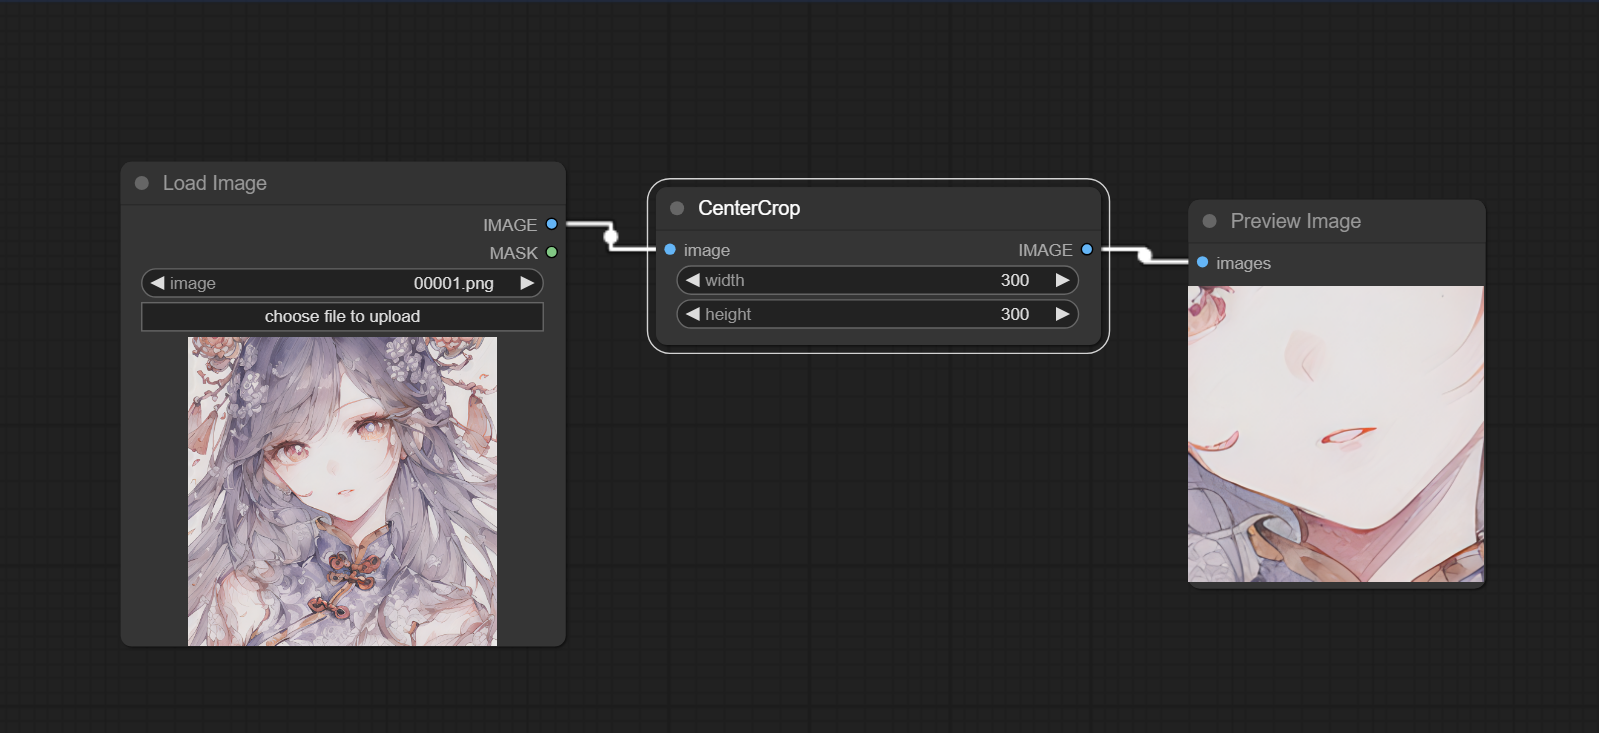 Load Image
IMAGE
MASK
image 00001.png
choose file to upload
CenterCrop
image IMAGE
width 300
height 300
Preview Image
images